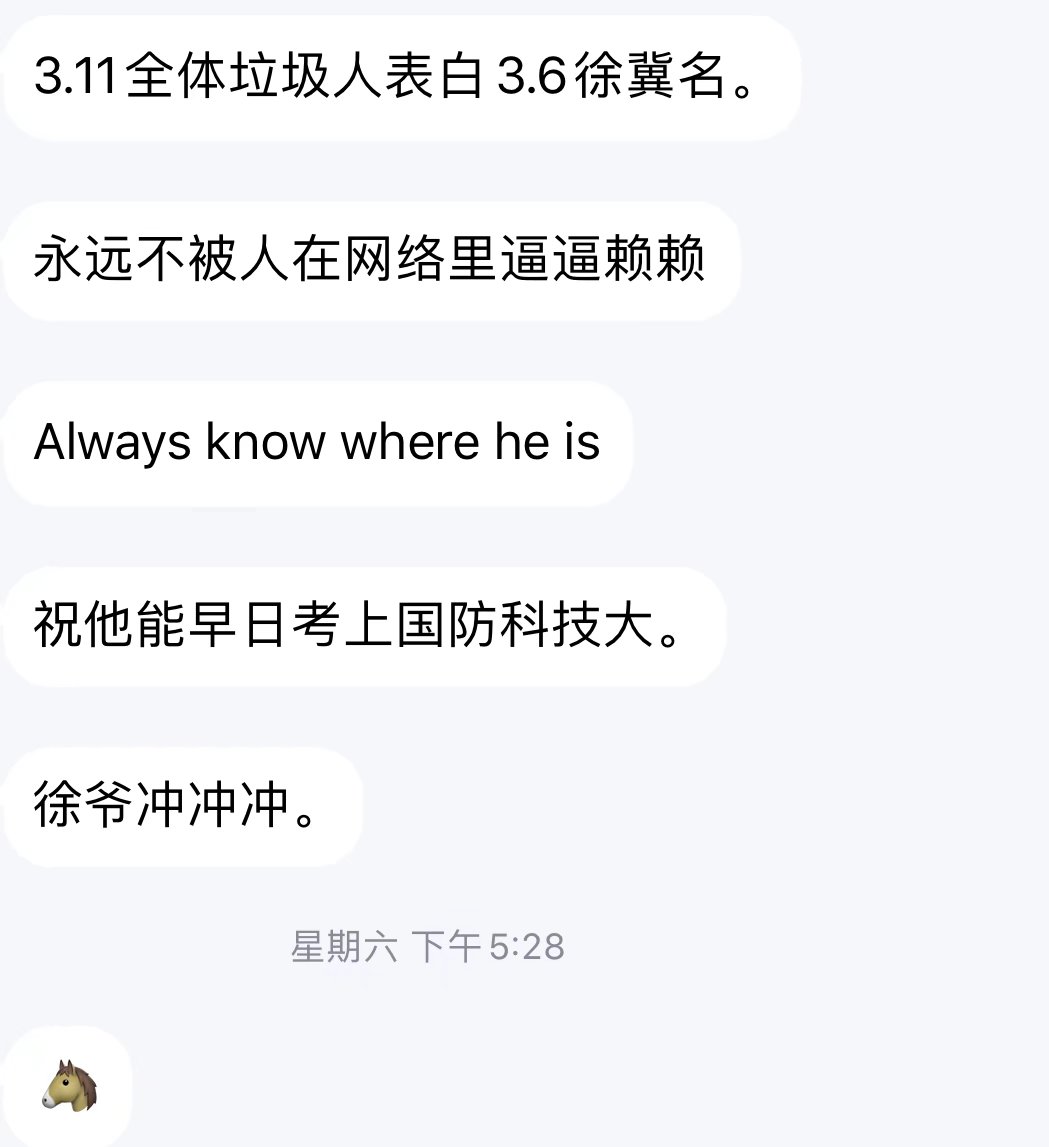 3.11全体垃圾人表白3.6徐冀名。
永远不被人在网络里逼逼赖赖
Always know where he is
祝他能早日考上国防科技大。
徐爷冲冲冲。
星期六 下午5:28
🐴